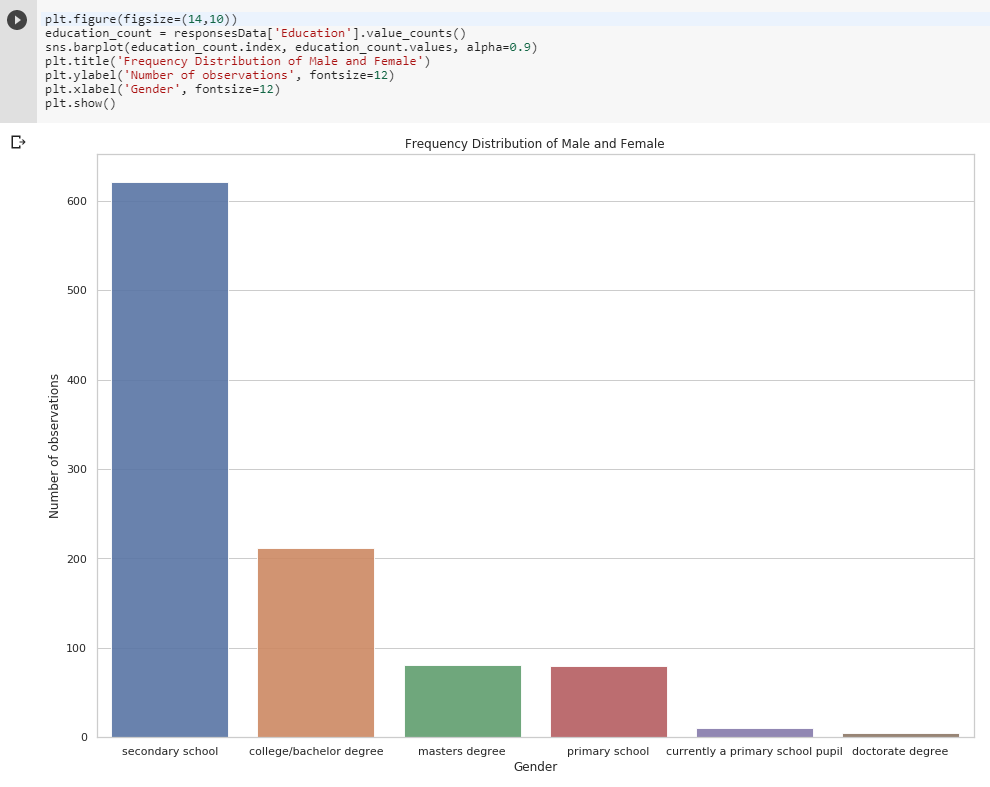 plt.figure(figsize=(14,10))
education_count = responsesData['Education'].value_counts()
sns.barplot(education_count.index, education_count.values, alpha=0.9)
plt.title('Frequency Distribution of Male and Female')
plt.ylabel('Number of observations', fontsize=12)
plt.xlabel('Gender', fontsize=12)
plt.show()
Frequency Distribution of Male and Female
600
500
400
300
200
100
0
Number of observations
secondary school college/bachelor degree masters degree primary school currently a primary school pupil doctorate degree
Gender